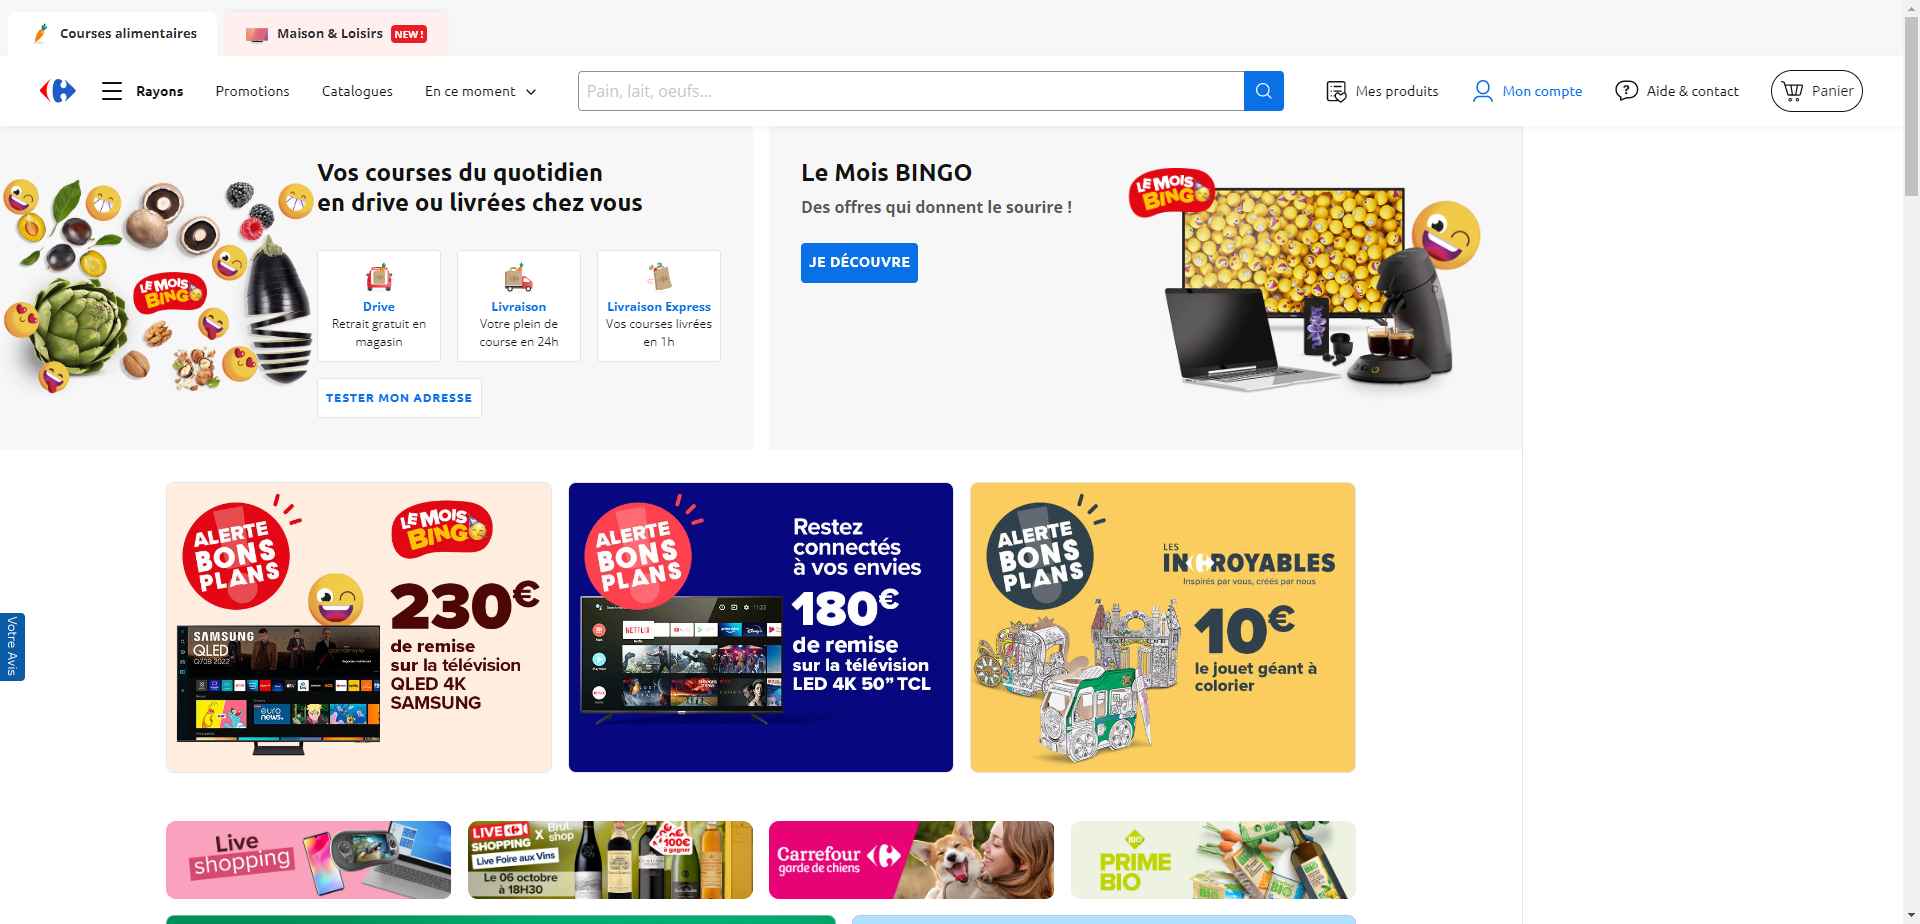 Courses alimentaires
Maison & Loisirs NEW !
Rayons
Promotions
Catalogues
En ce moment
Pain, lait, oeufs...
Mes produits
Mon compte
Aide & contact
Panier
Vos courses du quotidien
en drive ou livrées chez vous
LE MOIS
BINGO
Drive
Retrait gratuit en
magasin
Livraison
Votre plein de
course en 24h
Livraison Express
Vos courses livrées
en 1h
TESTER MON ADRESSE
Le Mois BINGO
Des offres qui donnent le sourire !
JE DÉCOUVRE
LE MOIS
BINGO
ALERTE
BONS
PLANS
LE MOIS
BINGO
230€
de remise
sur la télévision
QLED 4K
SAMSUNG
SAMSUNG
QLED
Q70B 2022
euro
news.
ALERTE
BONS
PLANS
Restez
connectés
à vos envies
180€
de remise
sur la télévision
LED 4K 50” TCL
NETFLIX
11:22
ALERTE
BONS
PLANS
LES
INCROYABLES
Inspirés par vous, créés par nous
10€
le jouet géant à
colorier
Votre Avis
Live
shopping
LIVE
SHOPPING
X Brut.
shop
Live Foire aux Vins
Le 06 octobre
à 18H30
100€
à gagner
Carrefour
garde de chiens
BIO
PRIME
BIO